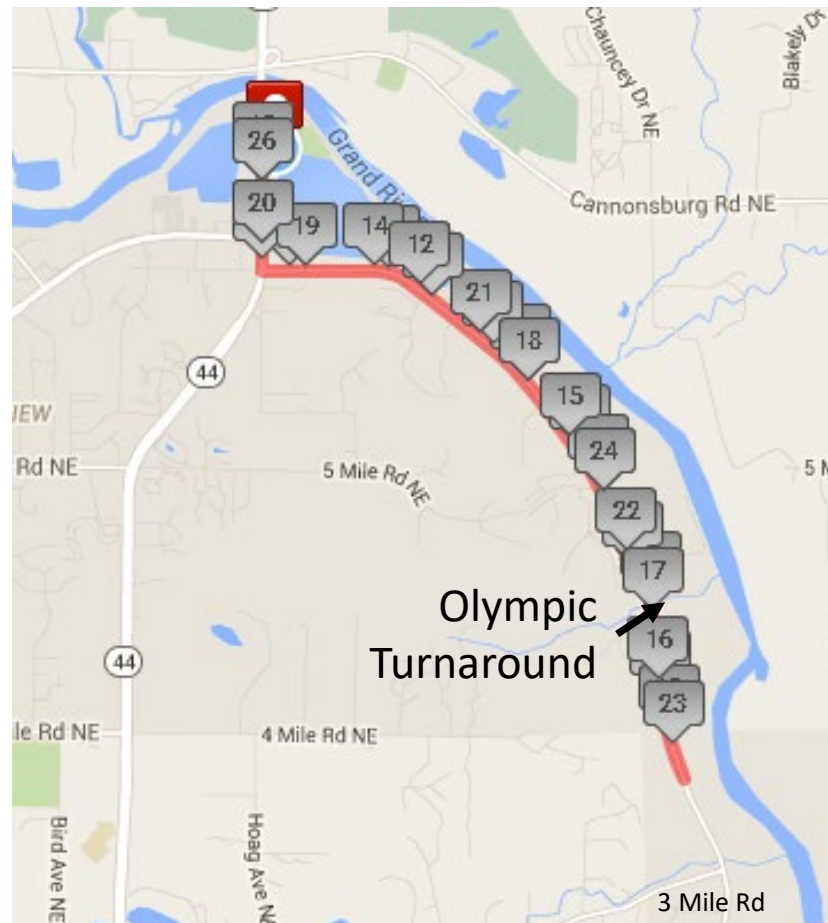 Chauncey Dr NE
Blakely Dr
26
Grand Riv
Cannonsburg Rd NE
20
19
14
12
21
18
44
15
IEW
24
Rd NE
5 Mile Rd NE
5 M
22
17
Olympic
Turnaround
16
44
23
le Rd NE
4 Mile Rd NE
Bird Ave NE
Hoag Ave N
3 Mile Rd